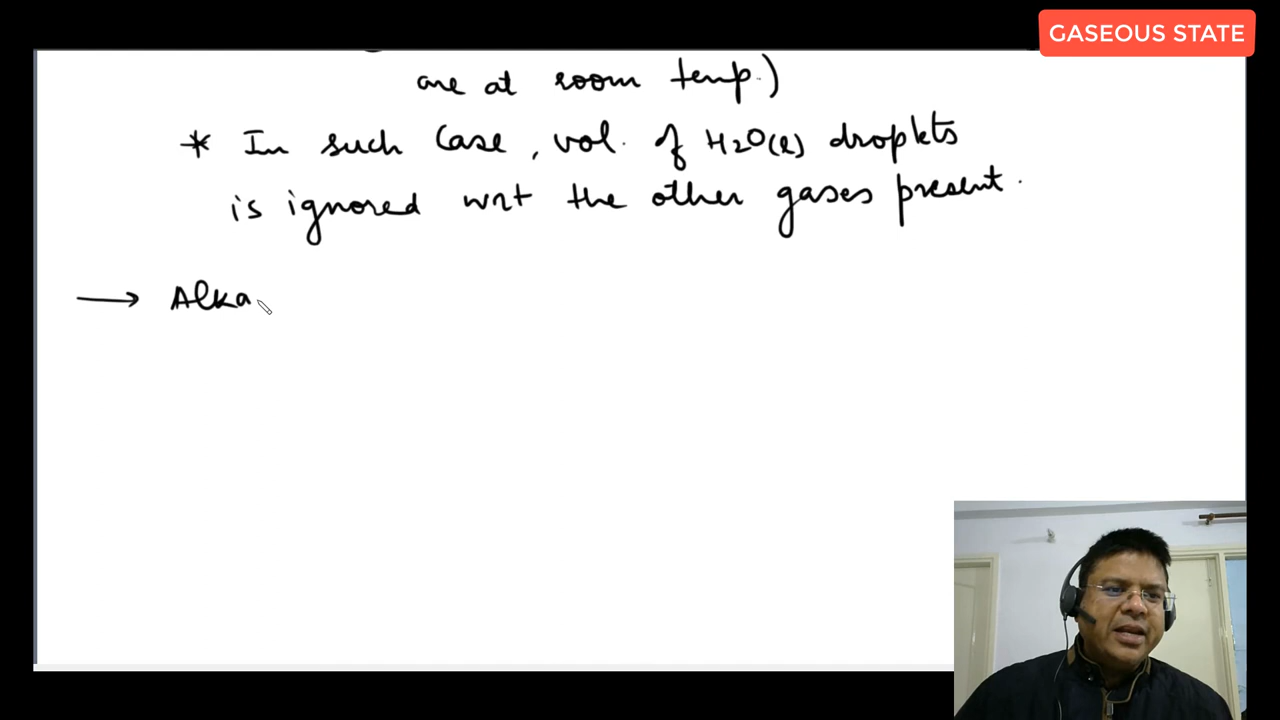 GASEOUS STATE
are at room temp.)
* In such Case, vol. of H2O(l) droplets
is ignored wrt the other gases present.
→ Alka